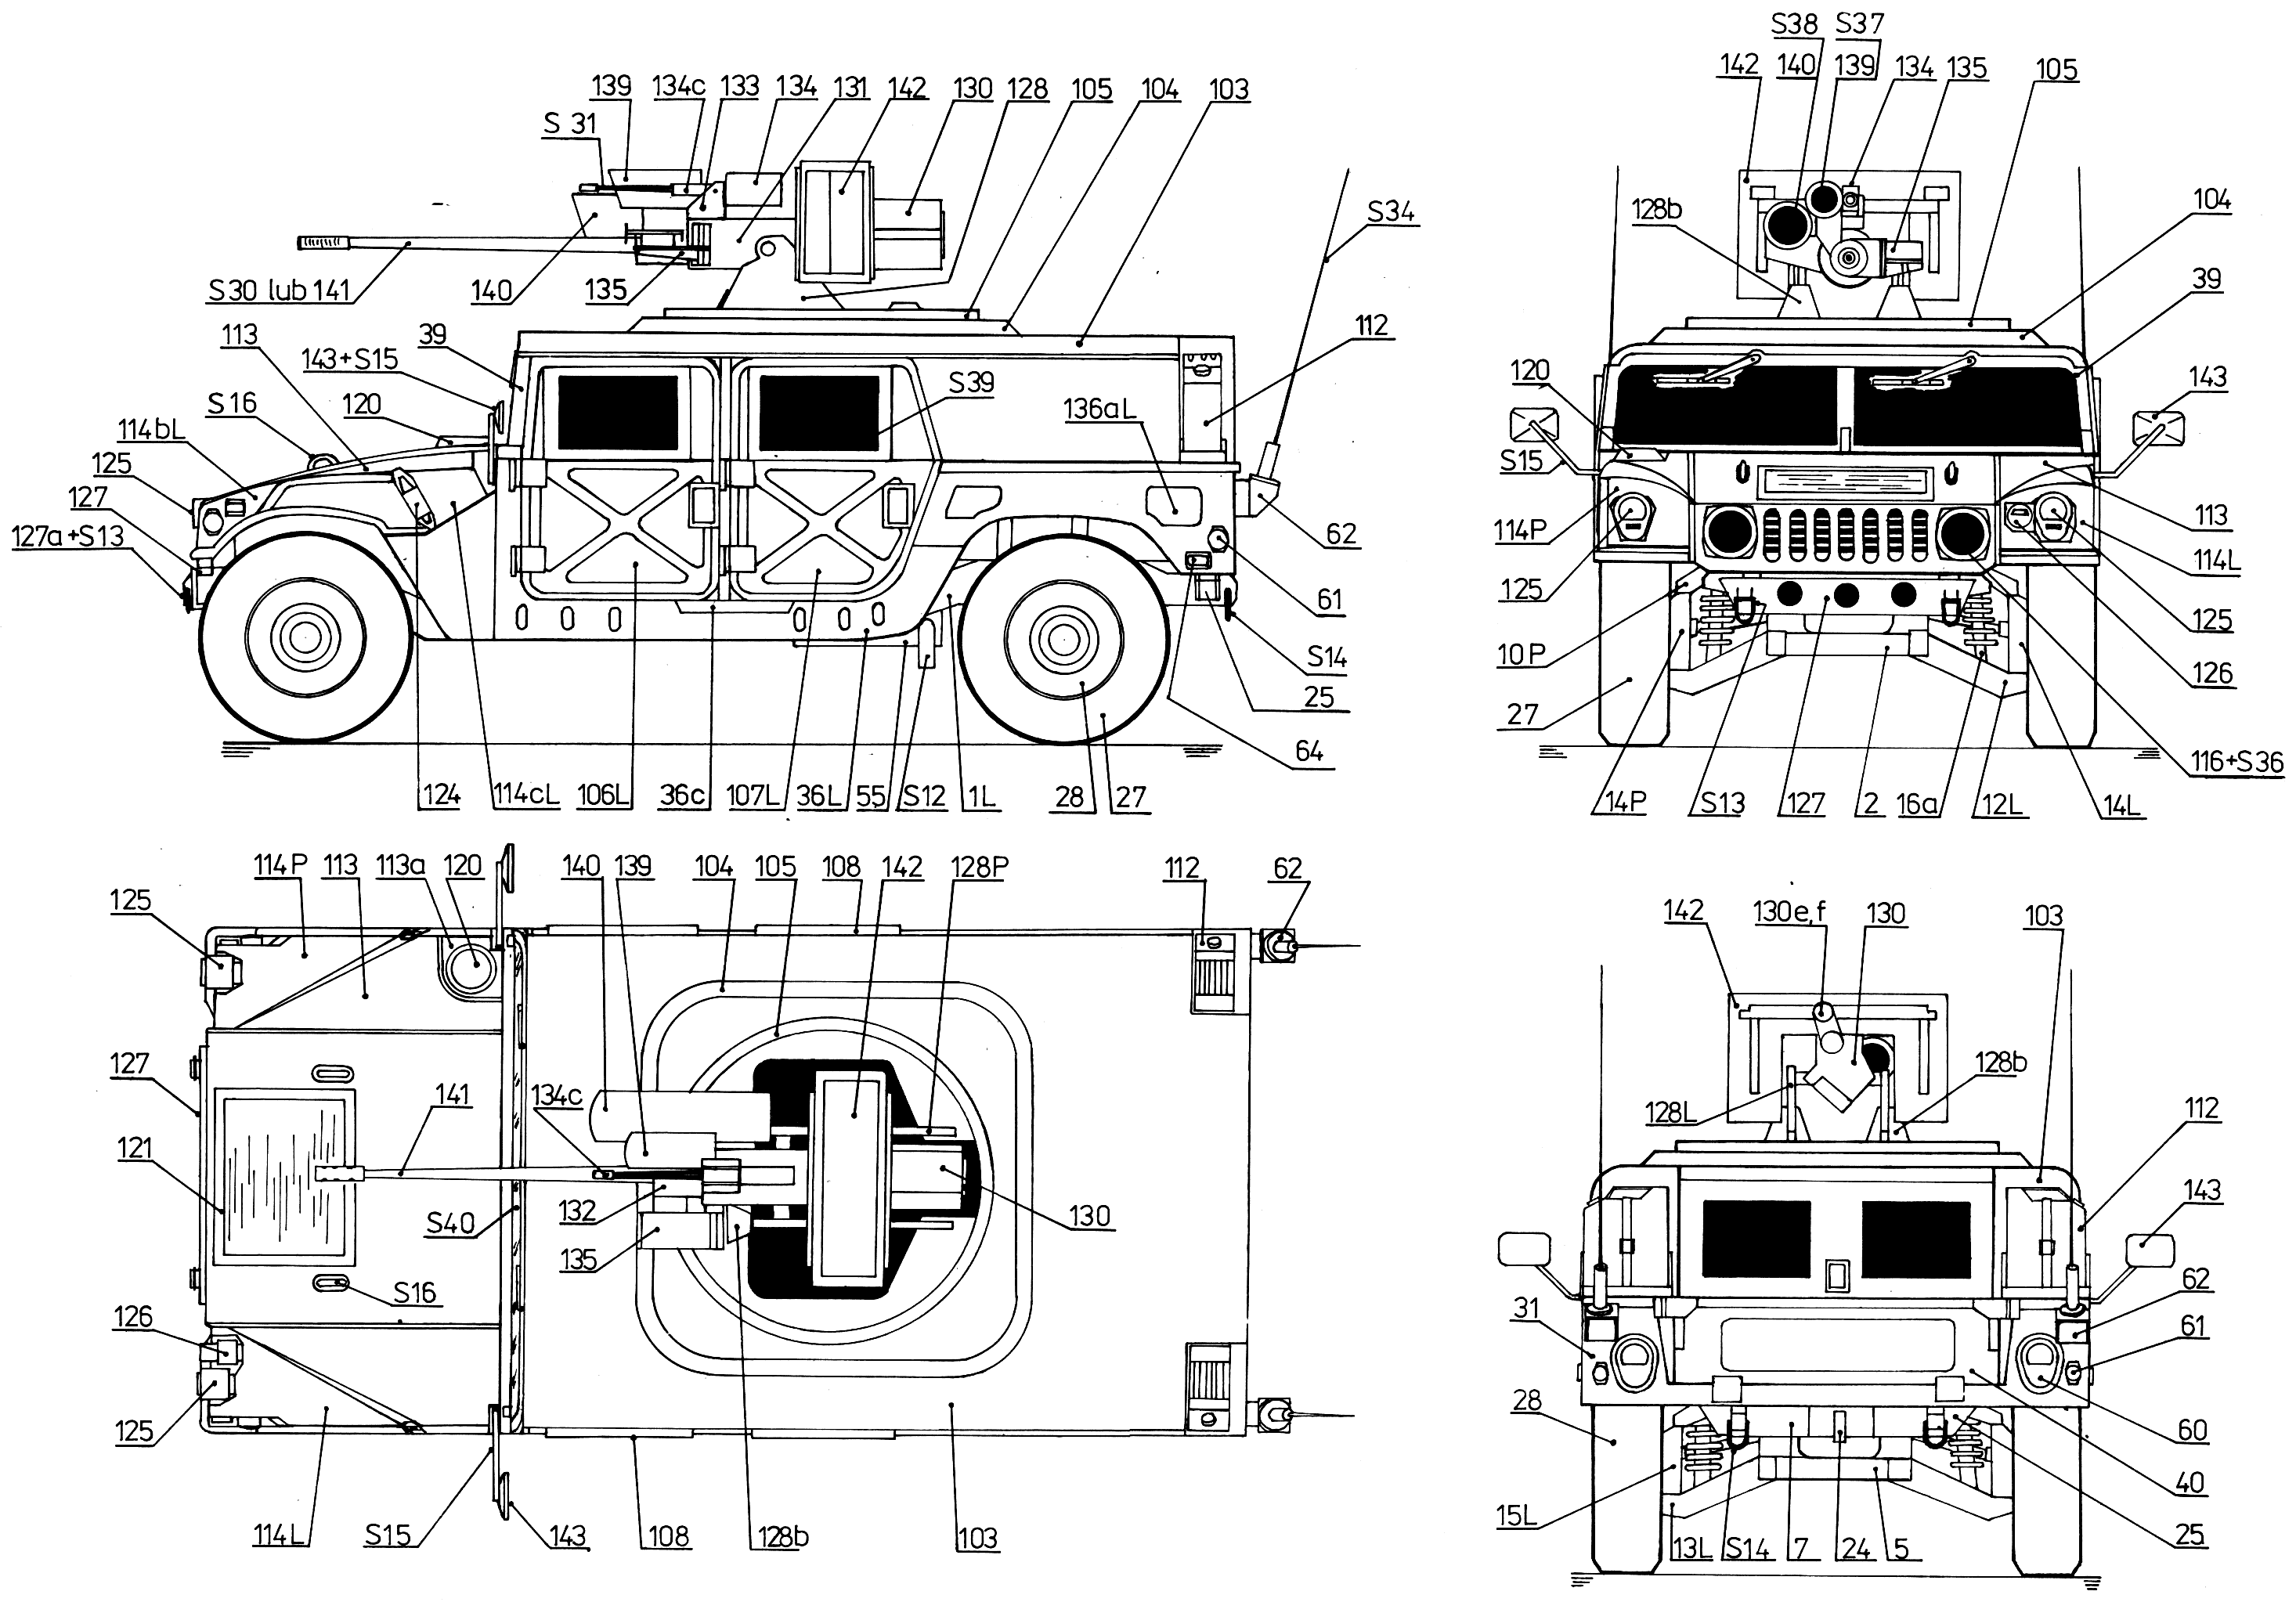 139 134c 133 134 131 142 130 128 105 104 103
S 31
S34
S30 lub 141 140 135
113 143+S15 39 112
S16 120 S39 136aL
114bL
125
127
127a+S13
62
61
S14
25
64
124 114cL 106L 36c 107L 36L 55 S12 1L 28 27
S38 S37
142 140 139 134 135 105
128b 104
39
120 143
S15
114P 113
114L
125 125
10P 126
27
116+S36
14P S13 127 2 16a 12L 14L
114P 113 113a 120 140 139 104 105 108 142 128P 112 62
125
127 141 134c
121
132 130
S40
135
S16
126
125
114L S15 143 108 128b 103
142 130e,f 130 103
128b
128L 112
143
62
31 61
28 60
40
15L 25
13L S14 7 24 5